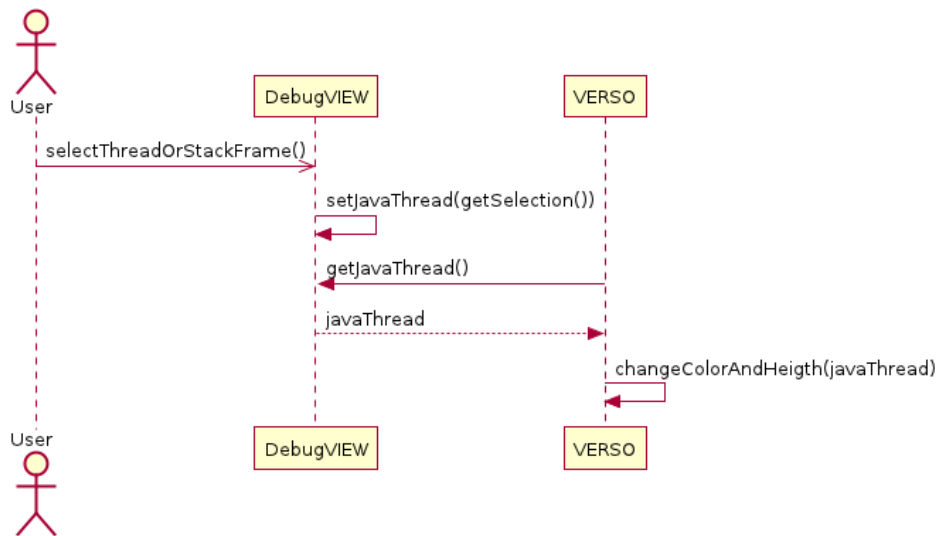 User
DebugVIEW
VERSO
selectThreadOrStackFrame()
setJavaThread(getSelection())
getJavaThread()
javaThread
changeColorAndHeigth(javaThread)
User
DebugVIEW
VERSO